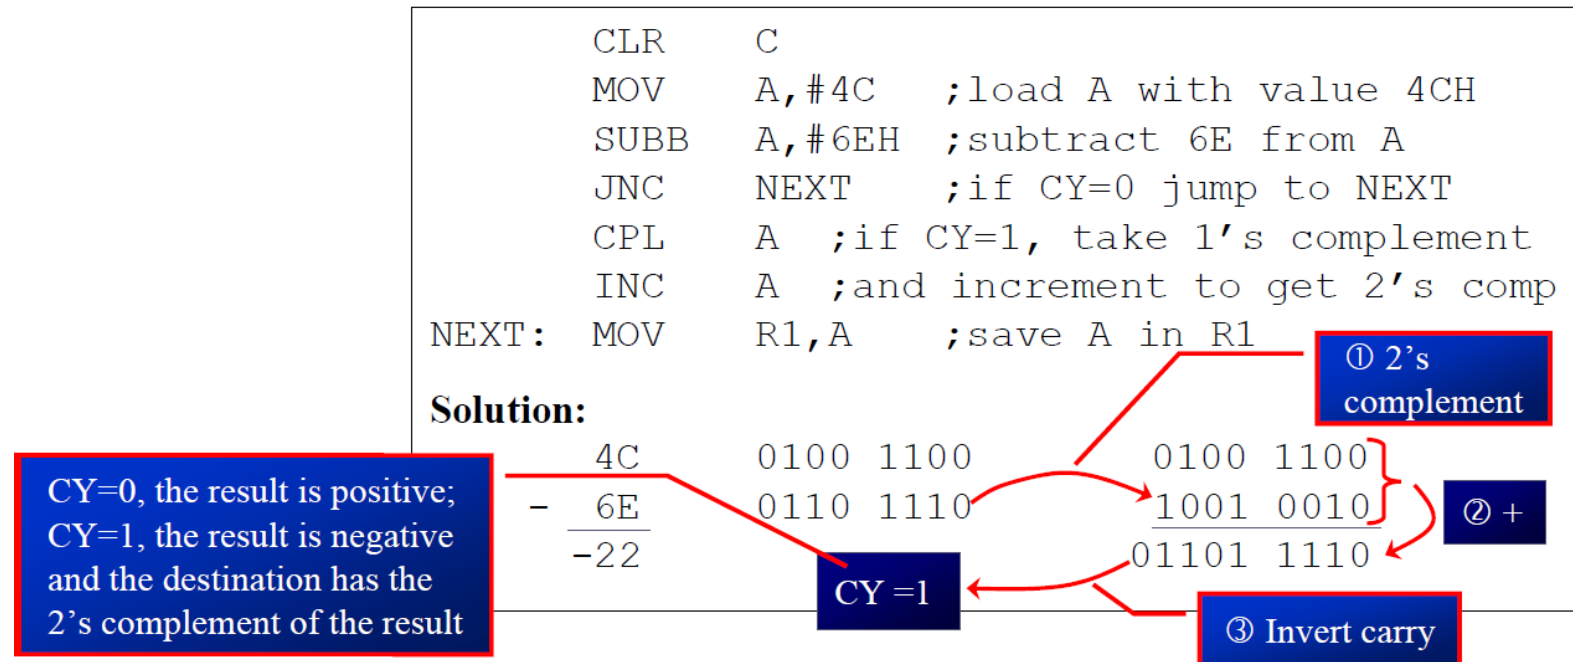 CLR C
MOV A,#4C ;load A with value 4CH
SUBB A,#6EH ;subtract 6E from A
JNC NEXT ;if CY=0 jump to NEXT
CPL A ;if CY=1, take 1’s complement
INC A ;and increment to get 2’s comp
NEXT: MOV R1,A ;save A in R1
① 2’s
complement
Solution:
4C 0100 1100 0100 1100
- 6E 0110 1110 1001 0010
-22 01101 1110
② +
CY=0, the result is positive;
CY=1, the result is negative
and the destination has the
2’s complement of the result
CY =1
③ Invert carry